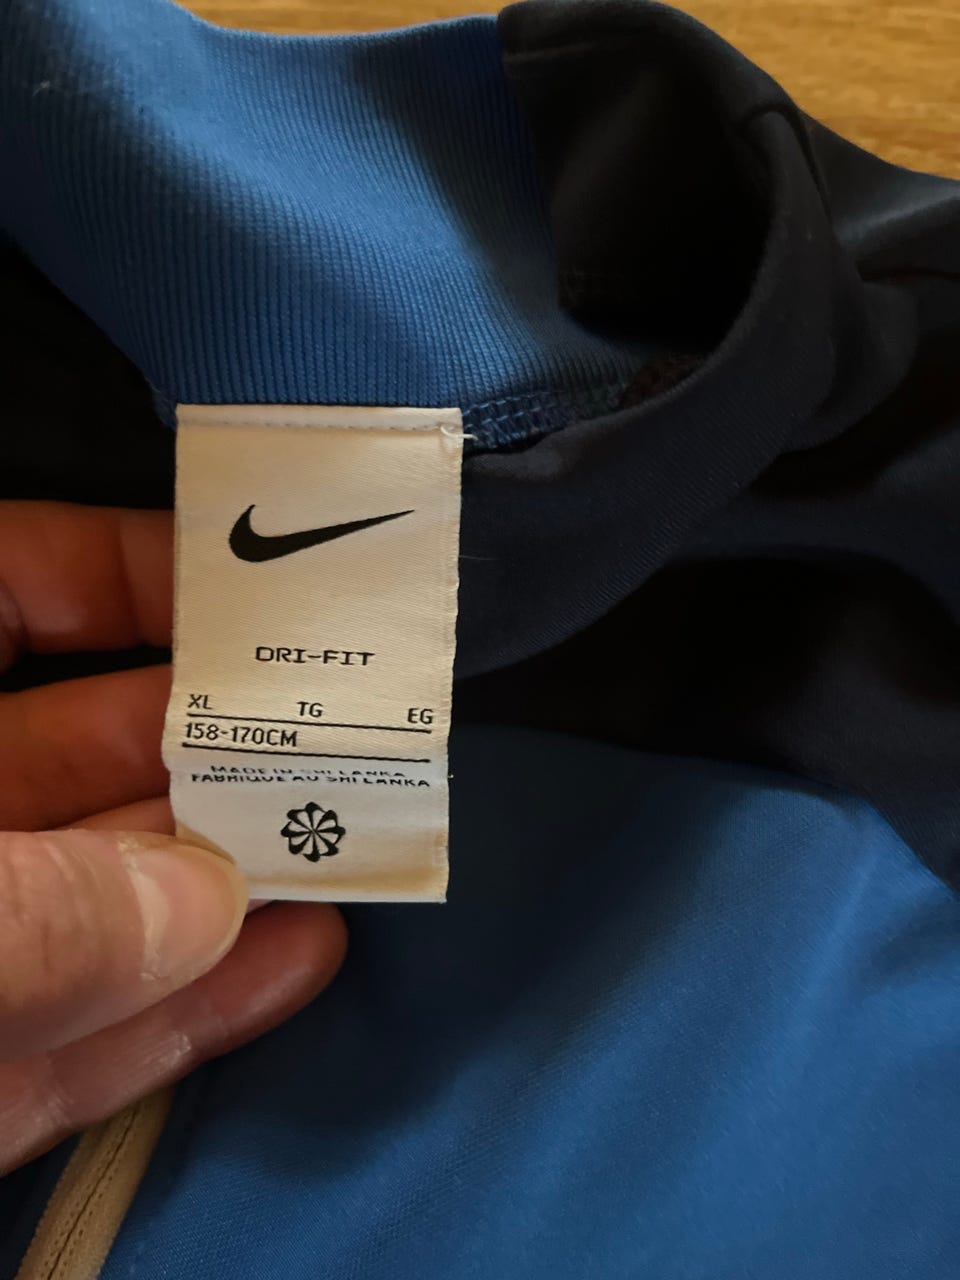 DRI-FIT
XL TG EG
158-170CM
MADE IN SRI LANKA
FABRIQUE AU SRI LANKA